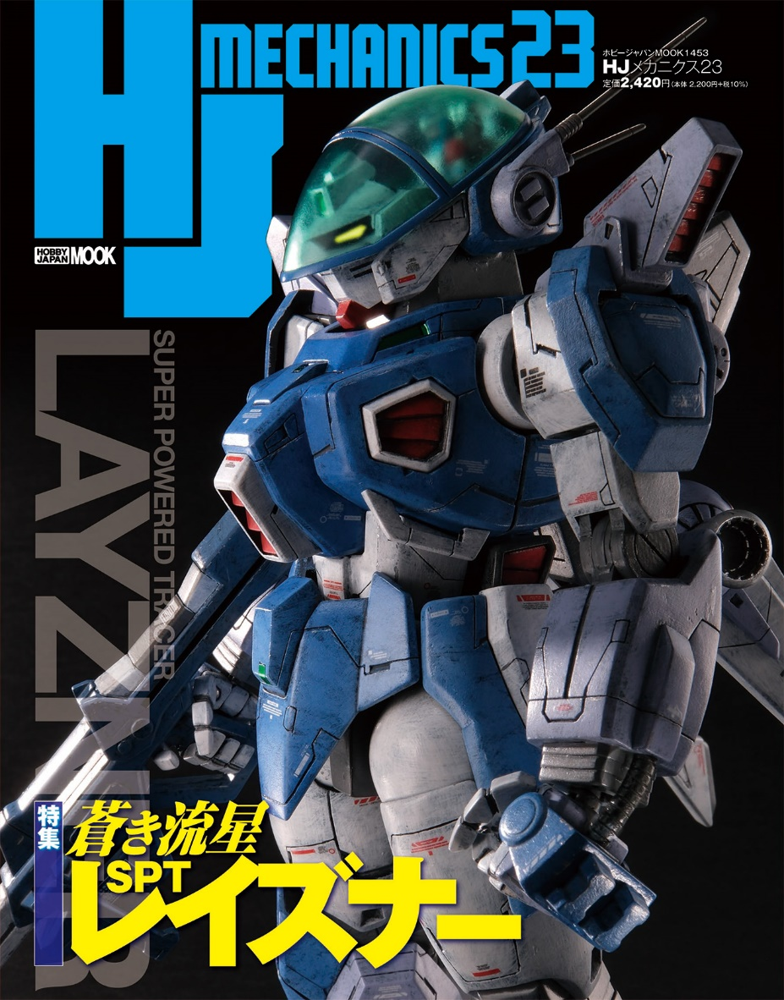 HJ
MECHANICS 23
ホビージャパンMOOK1453
HJメカニクス23
定価2,420円(本体 2,200円+税10%)
HOBBY
JAPAN
MOOK
SUPER POWERED TRACER
LAYZNER
特集
蒼き流星
SPT
レイズナー